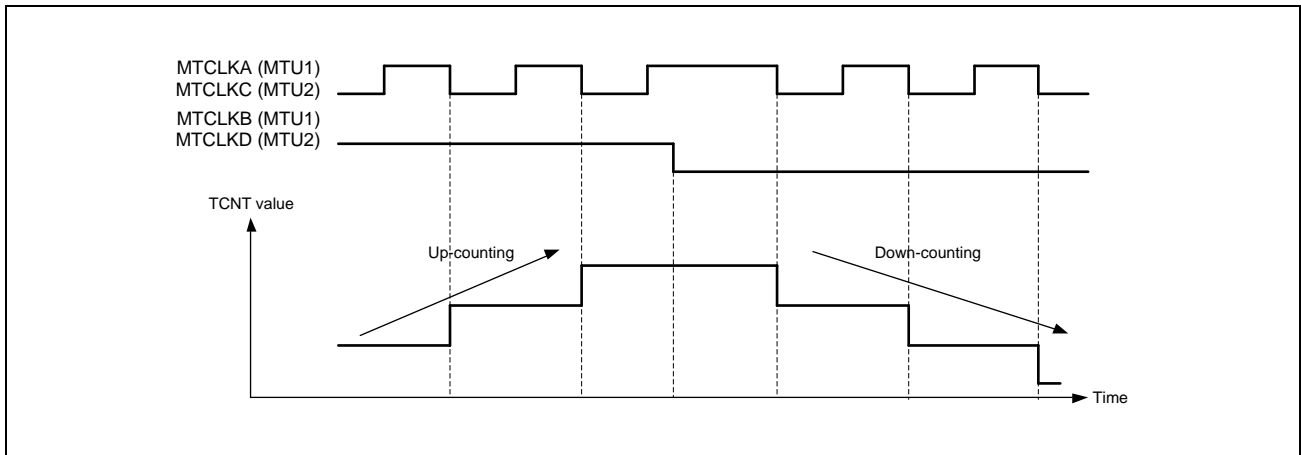 MTCLKA (MTU1)
MTCLKC (MTU2)
MTCLKB (MTU1)
MTCLKD (MTU2)
TCNT value
Up-counting
Down-counting
Time